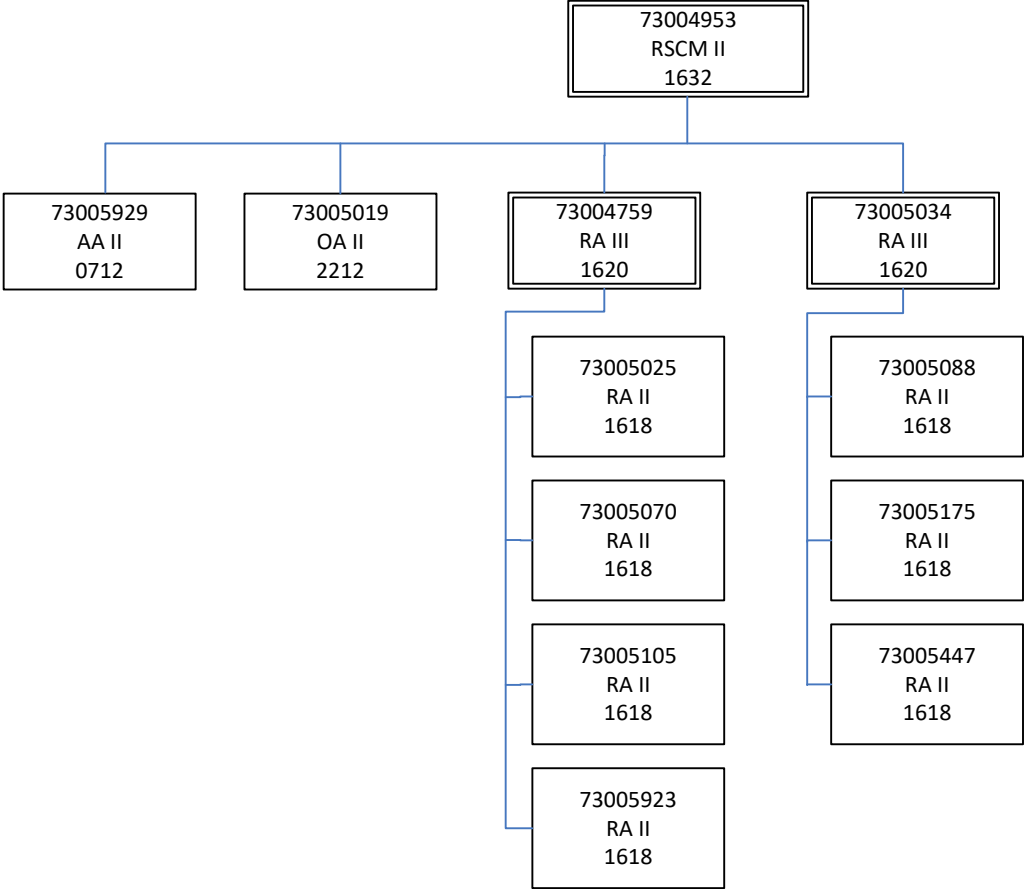 73004953
RSCM II
1632
73005929
AA II
0712
73005019
OA II
2212
73004759
RA III
1620
73005034
RA III
1620
73005025
RA II
1618
73005070
RA II
1618
73005105
RA II
1618
73005923
RA II
1618
73005088
RA II
1618
73005175
RA II
1618
73005447
RA II
1618